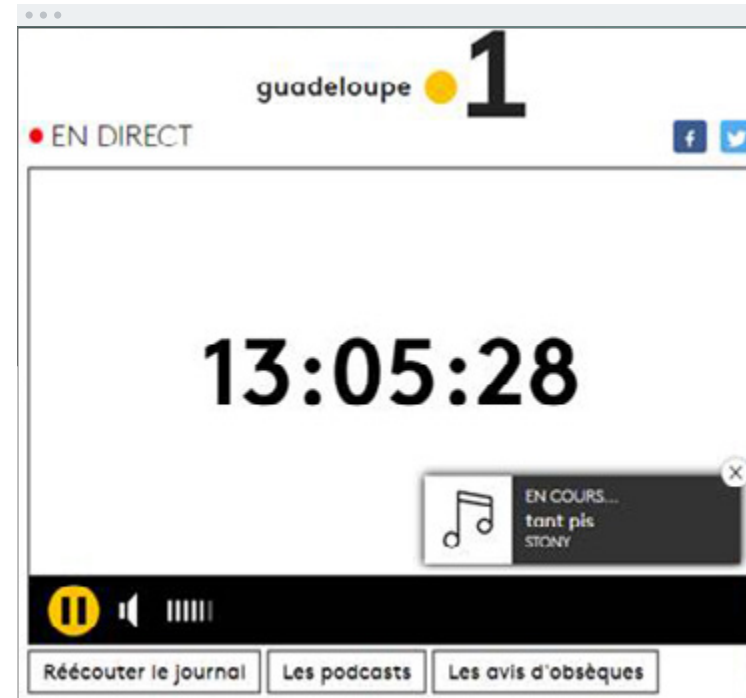 guadeloupe 1
EN DIRECT
13:05:28
EN COURS...
tant pis
STONY
Réécouter le journal
Les podcasts
Les avis d'obsèques